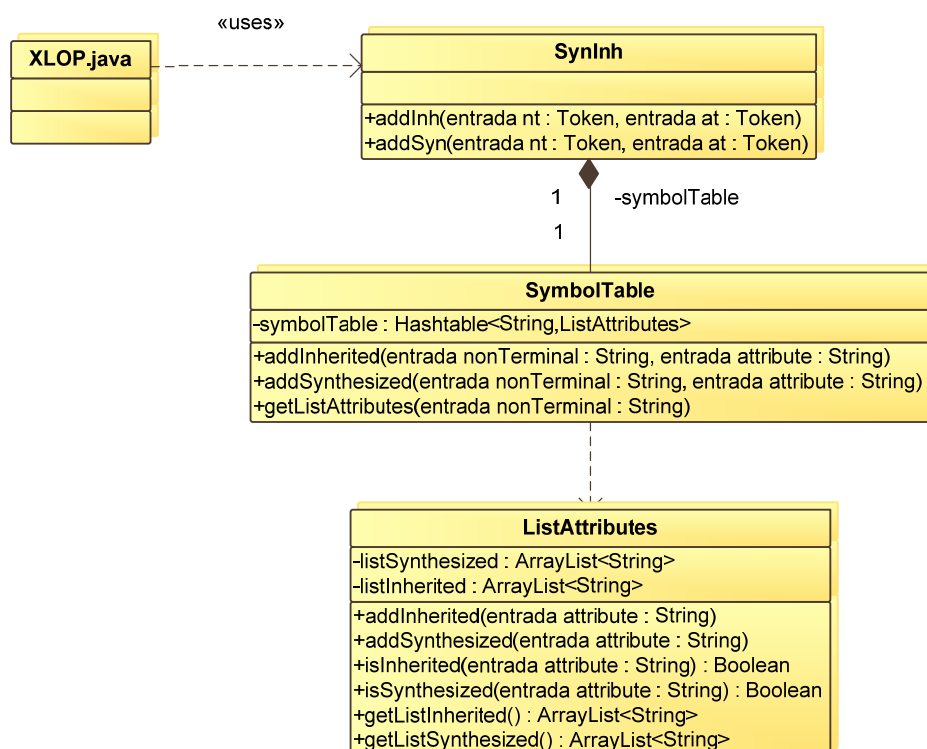 «uses»
XLOP.java
SynInh
+addInh(entrada nt : Token, entrada at : Token)
+addSyn(entrada nt : Token, entrada at : Token)
1
-symbolTable
1
SymbolTable
-symbolTable : Hashtable<String,ListAttributes>
+addInherited(entrada nonTerminal : String, entrada attribute : String)
+addSynthesized(entrada nonTerminal : String, entrada attribute : String)
+getListAttributes(entrada nonTerminal : String)
ListAttributes
-listSynthesized : ArrayList<String>
-listInherited : ArrayList<String>
+addInherited(entrada attribute : String)
+addSynthesized(entrada attribute : String)
+isInherited(entrada attribute : String) : Boolean
+isSynthesized(entrada attribute : String) : Boolean
+getListInherited() : ArrayList<String>
+getListSynthesized() : ArrayList<String>